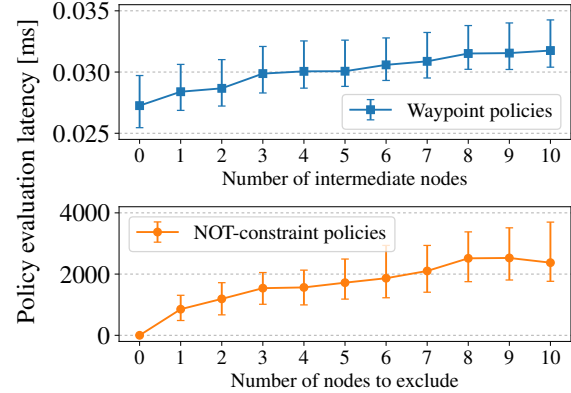 Policy evaluation latency [ms]
0.035
0.030
0.025
Waypoint policies
0 1 2 3 4 5 6 7 8 9 10
Number of intermediate nodes
4000
2000
0
NOT-constraint policies
0 1 2 3 4 5 6 7 8 9 10
Number of nodes to exclude